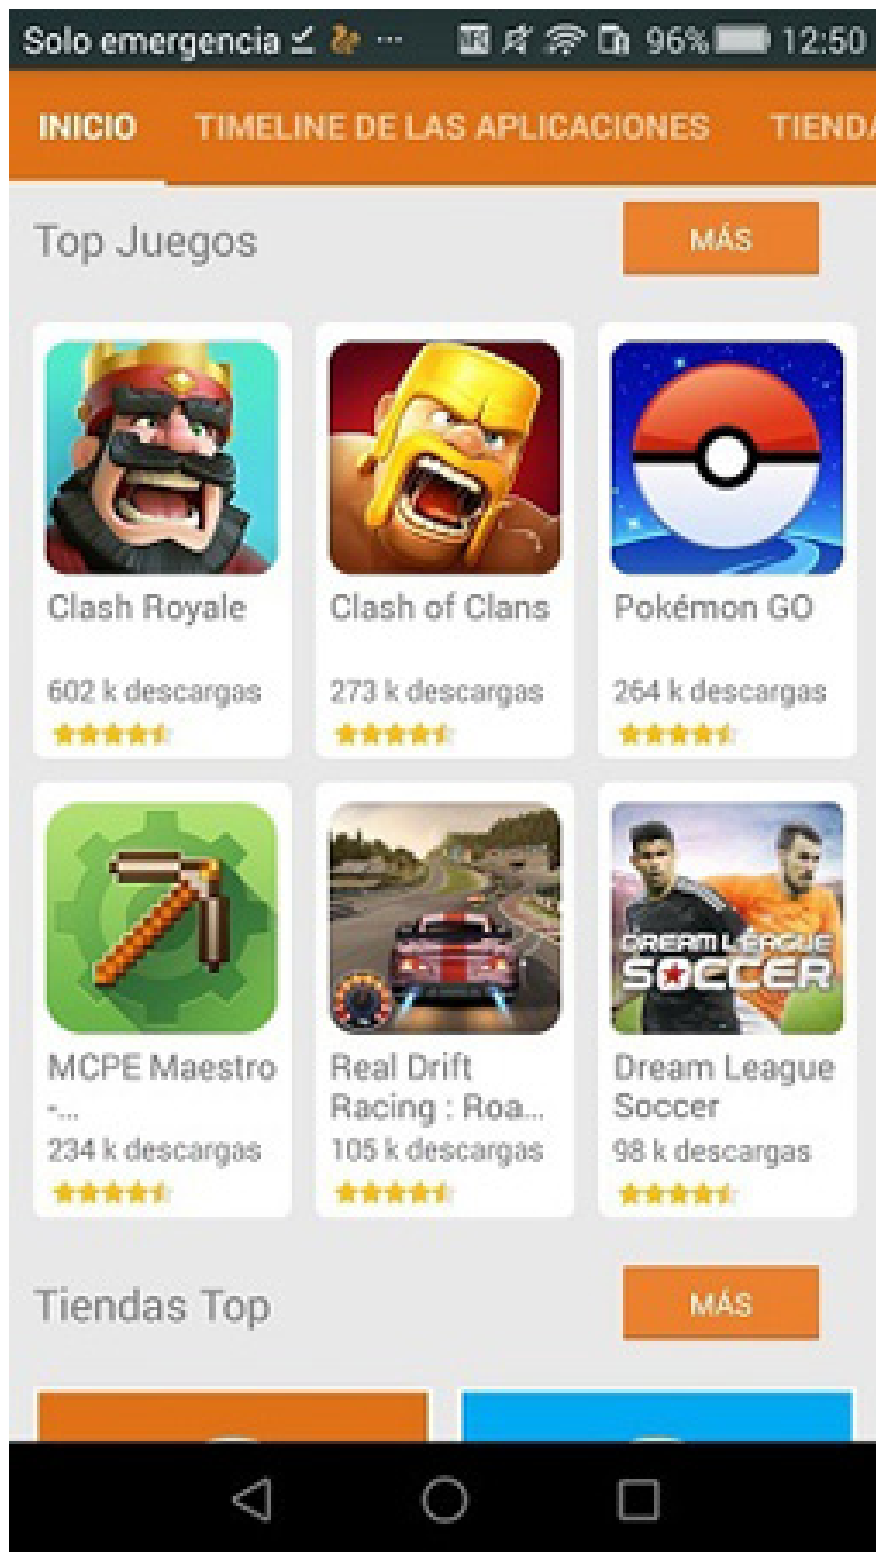 Solo emergencia ... NFC 96% 12:50
INICIO TIMELINE DE LAS APLICACIONES TIENDA
Top Juegos MÁS
Clash Royale Clash of Clans Pokémon GO
602 k descargas 273 k descargas 264 k descargas
DREAM LEAGUE
SOCCER
MCPE Maestro Real Drift Dream League
-... Racing : Roa... Soccer
234 k descargas 105 k descargas 98 k descargas
Tiendas Top MÁS